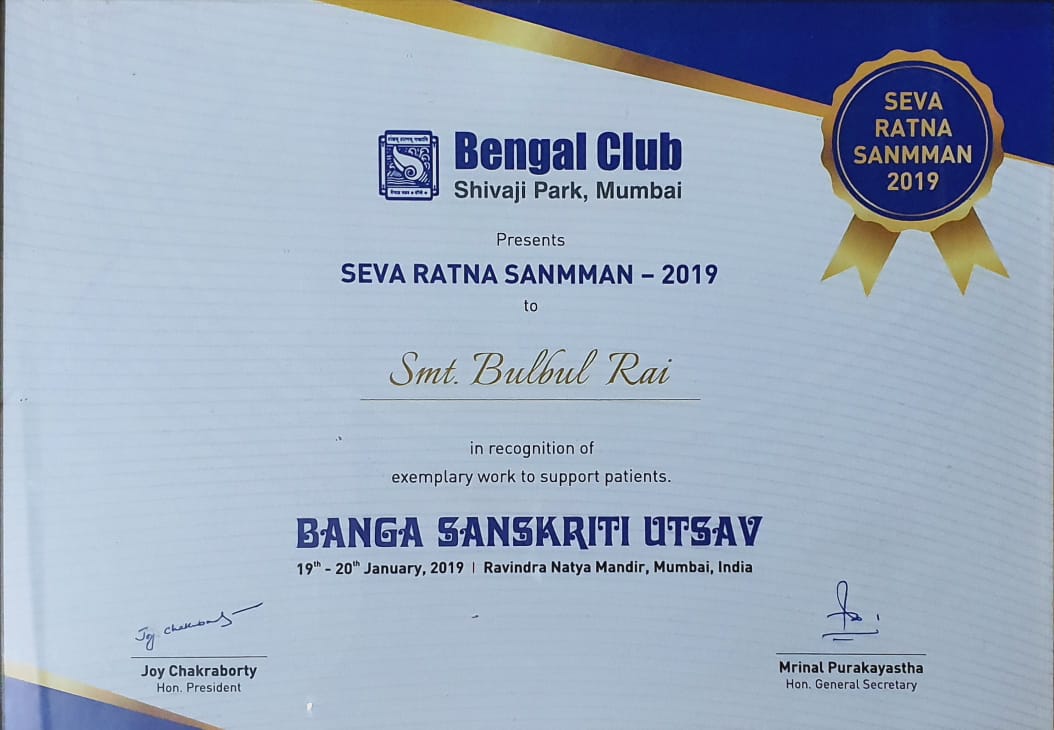 Bengal Club
Shivaji Park, Mumbai
SEVA
RATNA
SANMMAN
2019
Presents
SEVA RATNA SANMMAN – 2019
to
Smt. Bulbul Rai
in recognition of
exemplary work to support patients.
BANGA SANSKRITI UTSAV
19th - 20th January, 2019 | Ravindra Natya Mandir, Mumbai, India
Joy Chakraborty
Hon. President
Mrinal Purakayastha
Hon. General Secretary